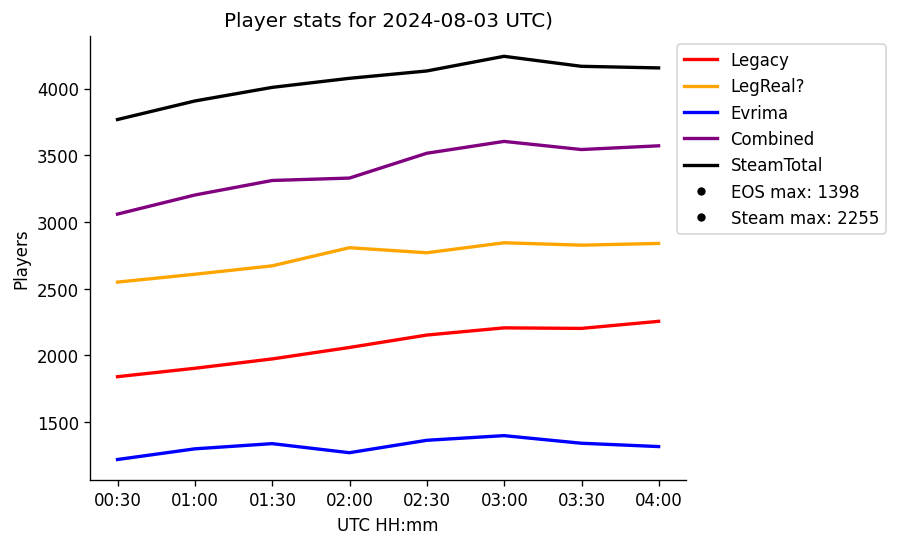 Player stats for 2024-08-03 UTC)
Legacy
LegReal?
Evrima
Combined
SteamTotal
EOS max: 1398
Steam max: 2255
Players
4000
3500
3000
2500
2000
1500
00:30 01:00 01:30 02:00 02:30 03:00 03:30 04:00
UTC HH:mm